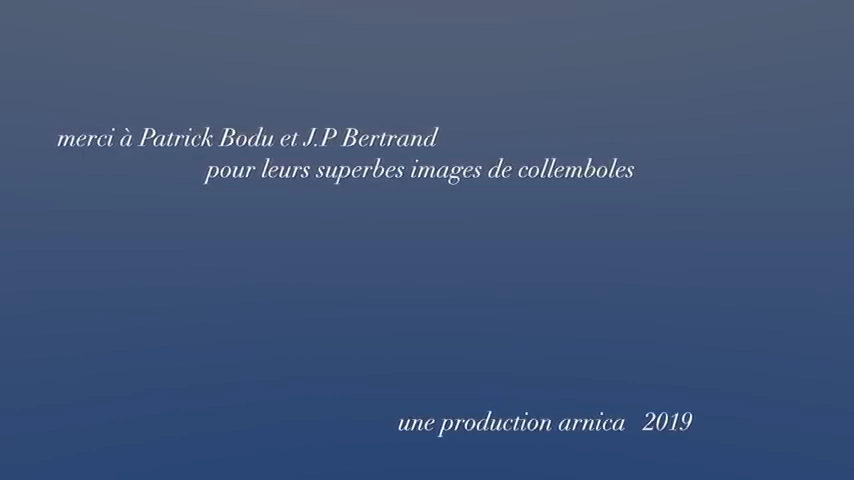 merci à Patrick Bodu et J.P Bertrand
pour leurs superbes images de collemboles
une production arnica 2019